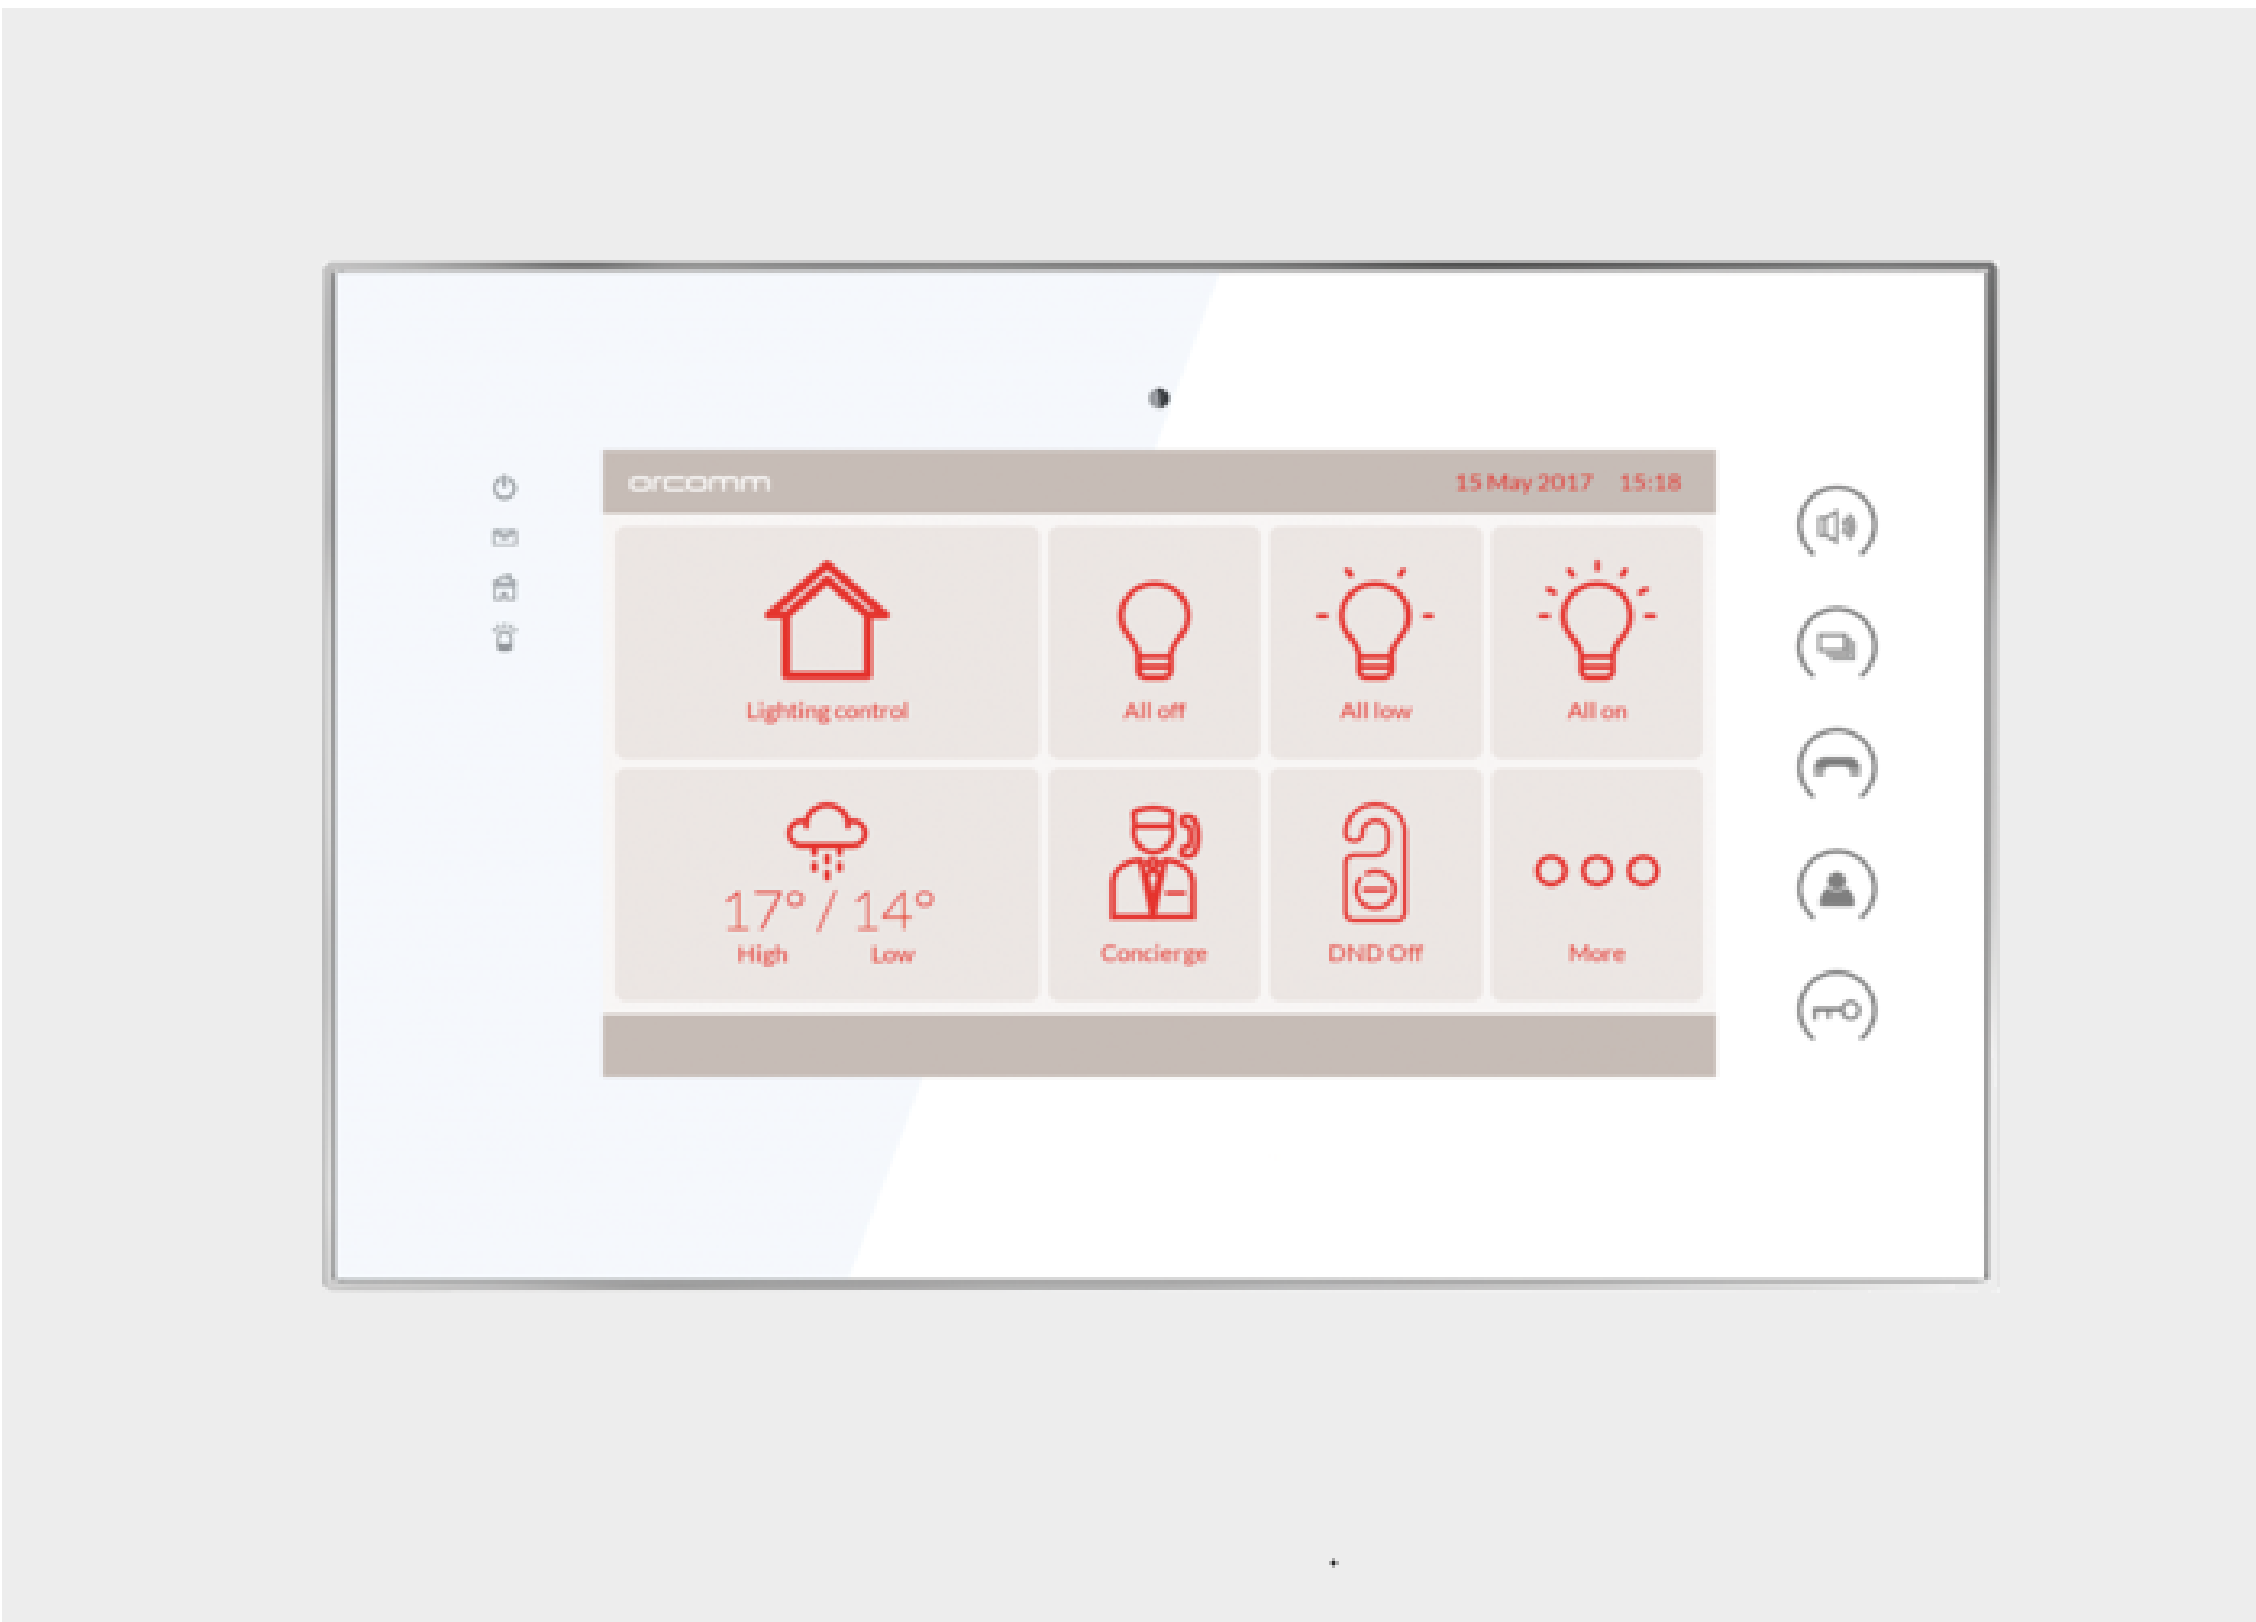 orcomm
15 May 2017 15:18
Lighting control
All off
All low
All on
17° / 14°
High Low
Concierge
DND Off
More